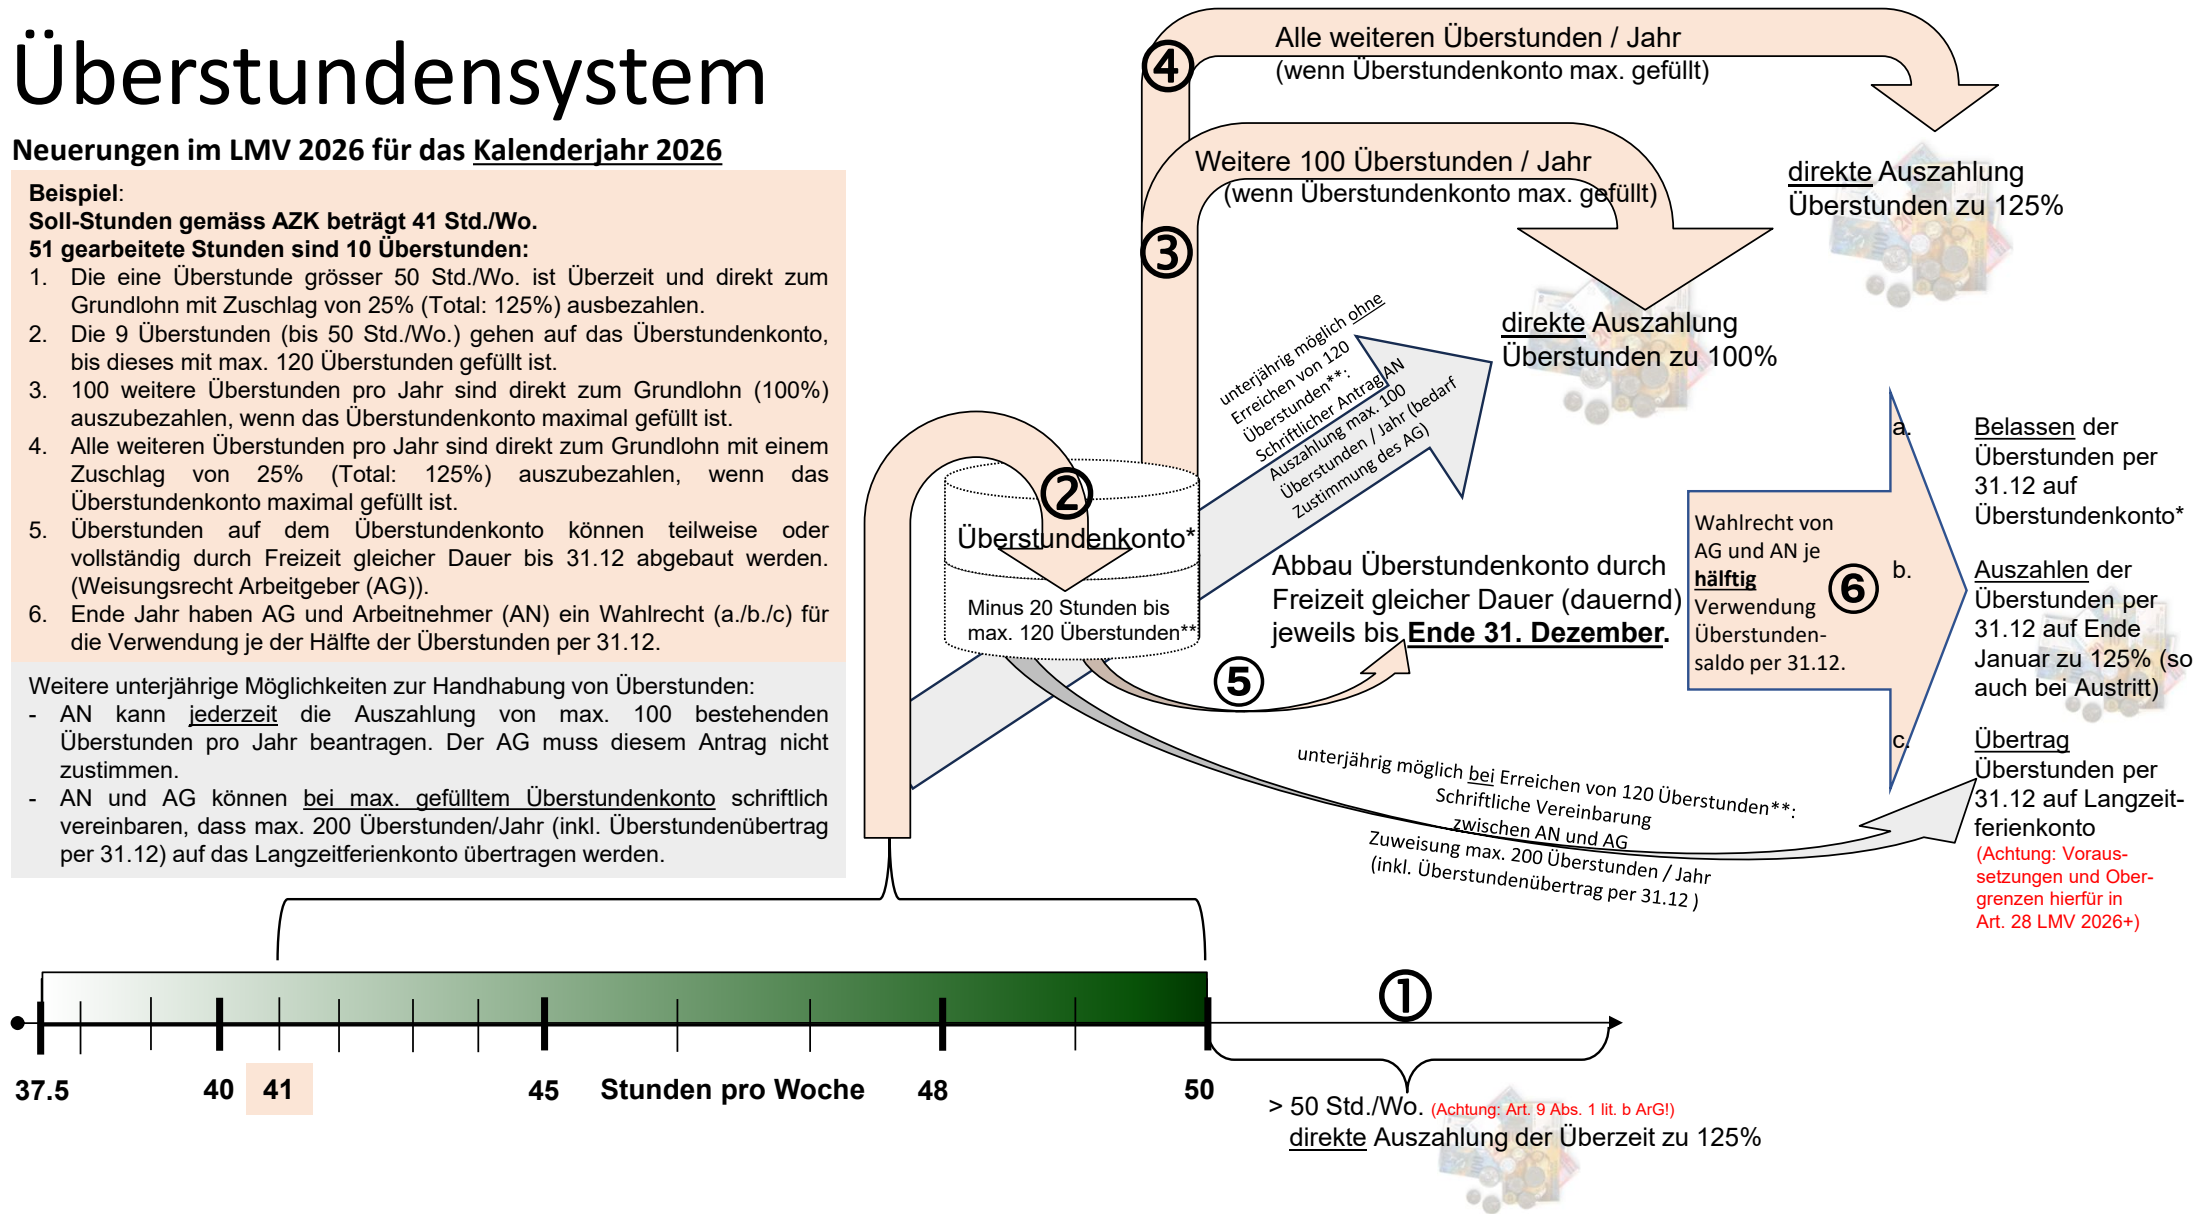 Überstundensystem
Neuerungen im LMV 2026 für das Kalenderjahr 2026
Beispiel:
Soll-Stunden gemäss AZK beträgt 41 Std./Wo.
51 gearbeitete Stunden sind 10 Überstunden:
1. Die eine Überstunde grösser 50 Std./Wo. ist Überzeit und direkt zum
Grundlohn mit Zuschlag von 25% (Total: 125%) ausbezahlen.
2. Die 9 Überstunden (bis 50 Std./Wo.) gehen auf das Überstundenkonto,
bis dieses mit max. 120 Überstunden gefüllt ist.
3. 100 weitere Überstunden pro Jahr sind direkt zum Grundlohn (100%)
auszubezahlen, wenn das Überstundenkonto maximal gefüllt ist.
4. Alle weiteren Überstunden pro Jahr sind direkt zum Grundlohn mit einem
Zuschlag von 25% (Total: 125%) auszubezahlen, wenn das
Überstundenkonto maximal gefüllt ist.
5. Überstunden auf dem Überstundenkonto können teilweise oder
vollständig durch Freizeit gleicher Dauer bis 31.12 abgebaut werden.
(Weisungsrecht Arbeitgeber (AG)).
6. Ende Jahr haben AG und Arbeitnehmer (AN) ein Wahlrecht (a./b./c) für
die Verwendung je der Hälfte der Überstunden per 31.12.
Weitere unterjährige Möglichkeiten zur Handhabung von Überstunden:
- AN kann jederzeit die Auszahlung von max. 100 bestehenden
Überstunden pro Jahr beantragen. Der AG muss diesem Antrag nicht
zustimmen.
- AN und AG können bei max. gefülltem Überstundenkonto schriftlich
vereinbaren, dass max. 200 Überstunden/Jahr (inkl. Überstundenübertrag
per 31.12) auf das Langzeitferienkonto übertragen werden.
④
Alle weiteren Überstunden / Jahr
(wenn Überstundenkonto max. gefüllt)
direkte Auszahlung
Überstunden zu 125%
③
Weitere 100 Überstunden / Jahr
(wenn Überstundenkonto max. gefüllt)
direkte Auszahlung
Überstunden zu 100%
unterjährig möglich ohne
Erreichen von 120
Überstunden**:
Schriftlicher Antrag AN
Auszahlung max. 100
Überstunden / Jahr (bedarf
Zustimmung des AG)
②
Überstundenkonto*
Minus 20 Stunden bis
max. 120 Überstunden**
Abbau Überstundenkonto durch
Freizeit gleicher Dauer (dauernd)
jeweils bis Ende 31. Dezember.
⑤
Wahlrecht von
AG und AN je
hälftig
Verwendung
Überstunden-
saldo per 31.12.
⑥
a. Belassen der
Überstunden per
31.12 auf
Überstundenkonto*
b. Auszahlen der
Überstunden per
31.12 auf Ende
Januar zu 125% (so
auch bei Austritt)
c. Übertrag
Überstunden per
31.12 auf Langzeit-
ferienkonto
(Achtung: Voraus-
setzungen und Ober-
grenzen hierfür in
Art. 28 LMV 2026+)
unterjährig möglich bei Erreichen von 120 Überstunden**:
Schriftliche Vereinbarung
zwischen AN und AG
Zuweisung max. 200 Überstunden / Jahr
(inkl. Überstundenübertrag per 31.12 )
①
37.5 40 41 45 Stunden pro Woche 48 50
> 50 Std./Wo. (Achtung: Art. 9 Abs. 1 lit. b ArG!)
direkte Auszahlung der Überzeit zu 125%